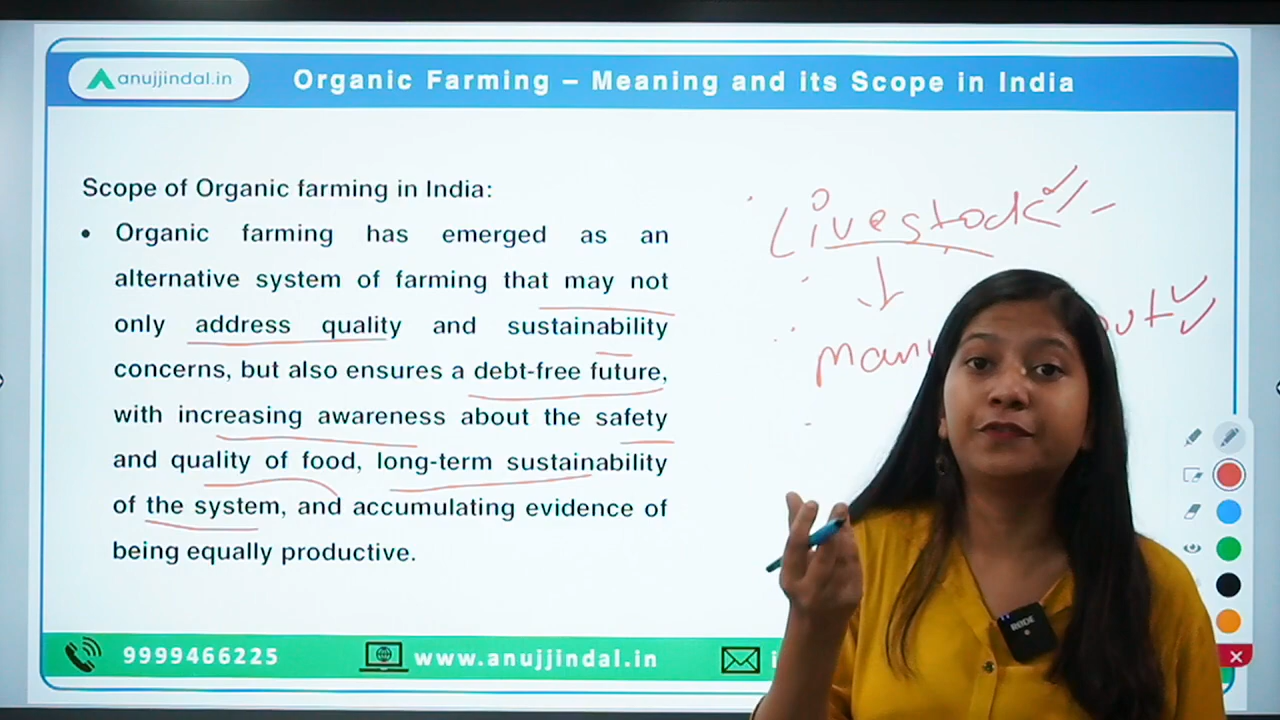 anujjindal.in
Organic Farming – Meaning and its Scope in India
Scope of Organic farming in India:
• Organic farming has emerged as an
alternative system of farming that may not
only address quality and sustainability
concerns, but also ensures a debt-free future,
with increasing awareness about the safety
and quality of food, long-term sustainability
of the system, and accumulating evidence of
being equally productive.
Livestock
RODE
9999466225
www.anujjindal.in